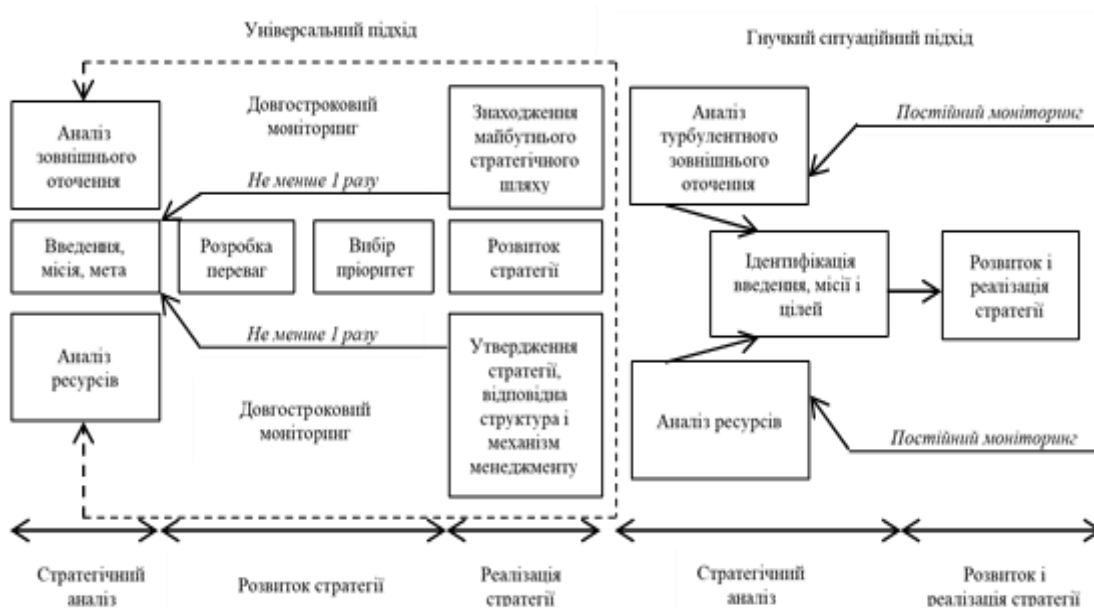 Універсальний підхід
Гнучкий ситуаційний підхід
Аналіз
зовнішнього
оточення
Довгостроковий
моніторинг
Не менше 1 разу
Знаходження
майбутнього
стратегічного
шляху
Введення,
місія, мета
Розробка
переваг
Вибір
пріоритет
Розвиток
стратегії
Аналіз
ресурсів
Не менше 1 разу
Довгостроковий
моніторинг
Утвердження
стратегії,
відповідна
структура і
механізм
менеджменту
Аналіз
турбулентного
зовнішнього
оточення
Постійний моніторинг
Ідентифікація
введення, місії і
цілей
Розвиток і
реалізація
стратегії
Аналіз ресурсів
Постійний моніторинг
Стратегічний
аналіз
Розвиток стратегії
Реалізація
стратегії
Стратегічний
аналіз
Розвиток і
реалізація стратегії